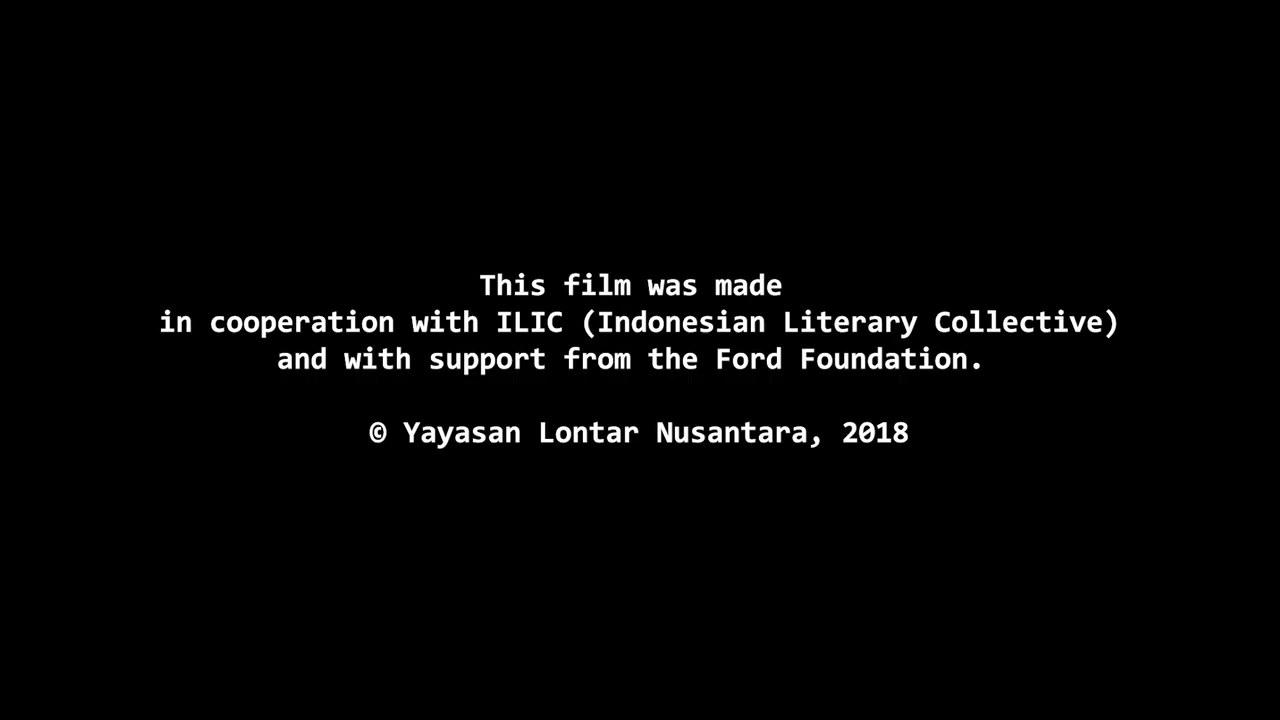 This film was made
in cooperation with ILIC (Indonesian Literary Collective)
and with support from the Ford Foundation.
© Yayasan Lontar Nusantara, 2018